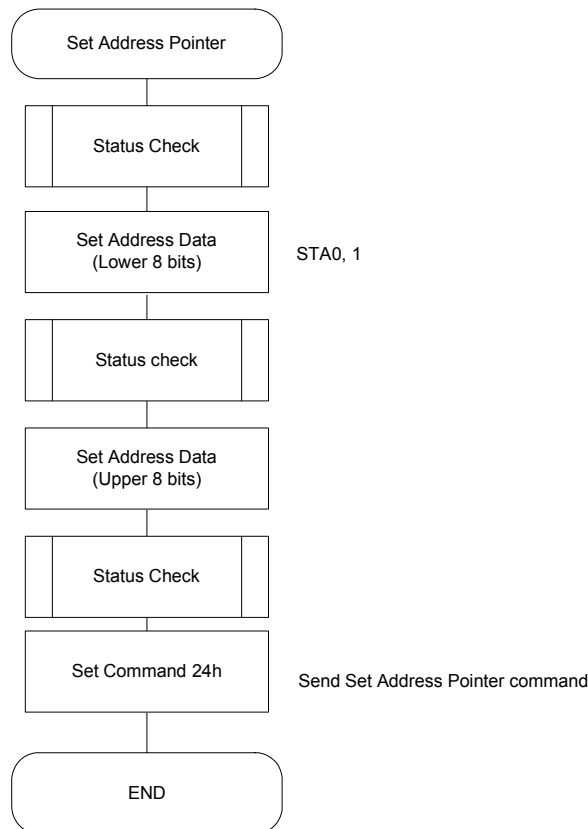 Set Address Pointer
Status Check
Set Address Data
(Lower 8 bits)
STA0, 1
Status check
Set Address Data
(Upper 8 bits)
Status Check
Set Command 24h
Send Set Address Pointer command
END